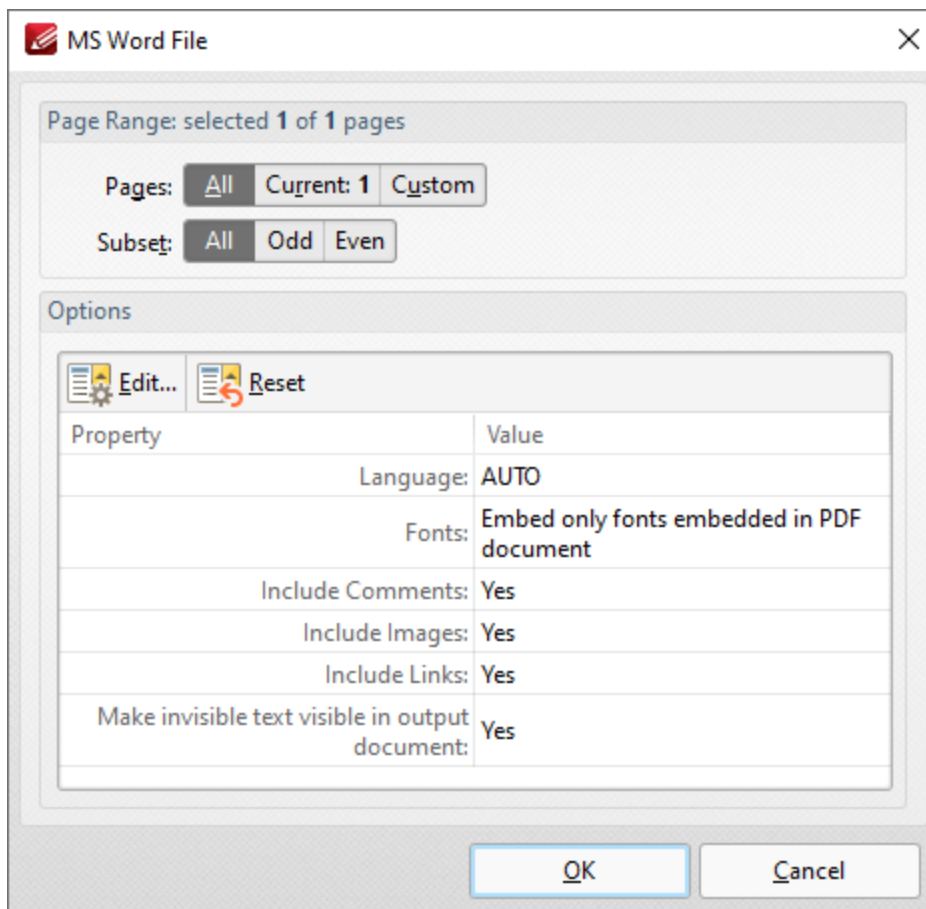 MS Word File
Page Range: selected 1 of 1 pages
Pages: All Current: 1 Custom
Subset: All Odd Even
Options
Edit... Reset
Property Value
Language: AUTO
Fonts: Embed only fonts embedded in PDF
document
Include Comments: Yes
Include Images: Yes
Include Links: Yes
Make invisible text visible in output
document: Yes
OK Cancel